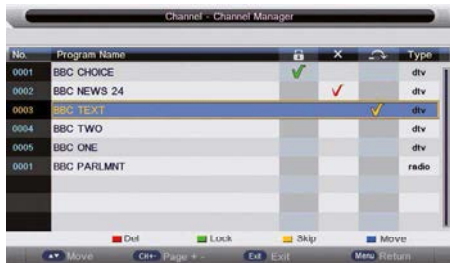 Channel - Channel Manager
No. Program Name Type
0001 BBC CHOICE dtv
0002 BBC NEWS 24 dtv
0003 BBC TEXT dtv
0004 BBC TWO dtv
0005 BBC ONE dtv
0001 BBC PARLMNT radio
Del Lock Skip Move
Move CH+- Page + - Exit Exit Menu Return